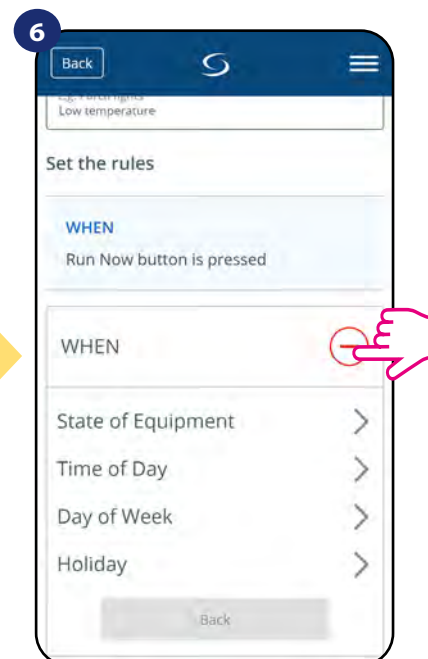 6
Back
Low temperature
Set the rules
WHEN
Run Now button is pressed
WHEN
State of Equipment
Time of Day
Day of Week
Holiday
Back